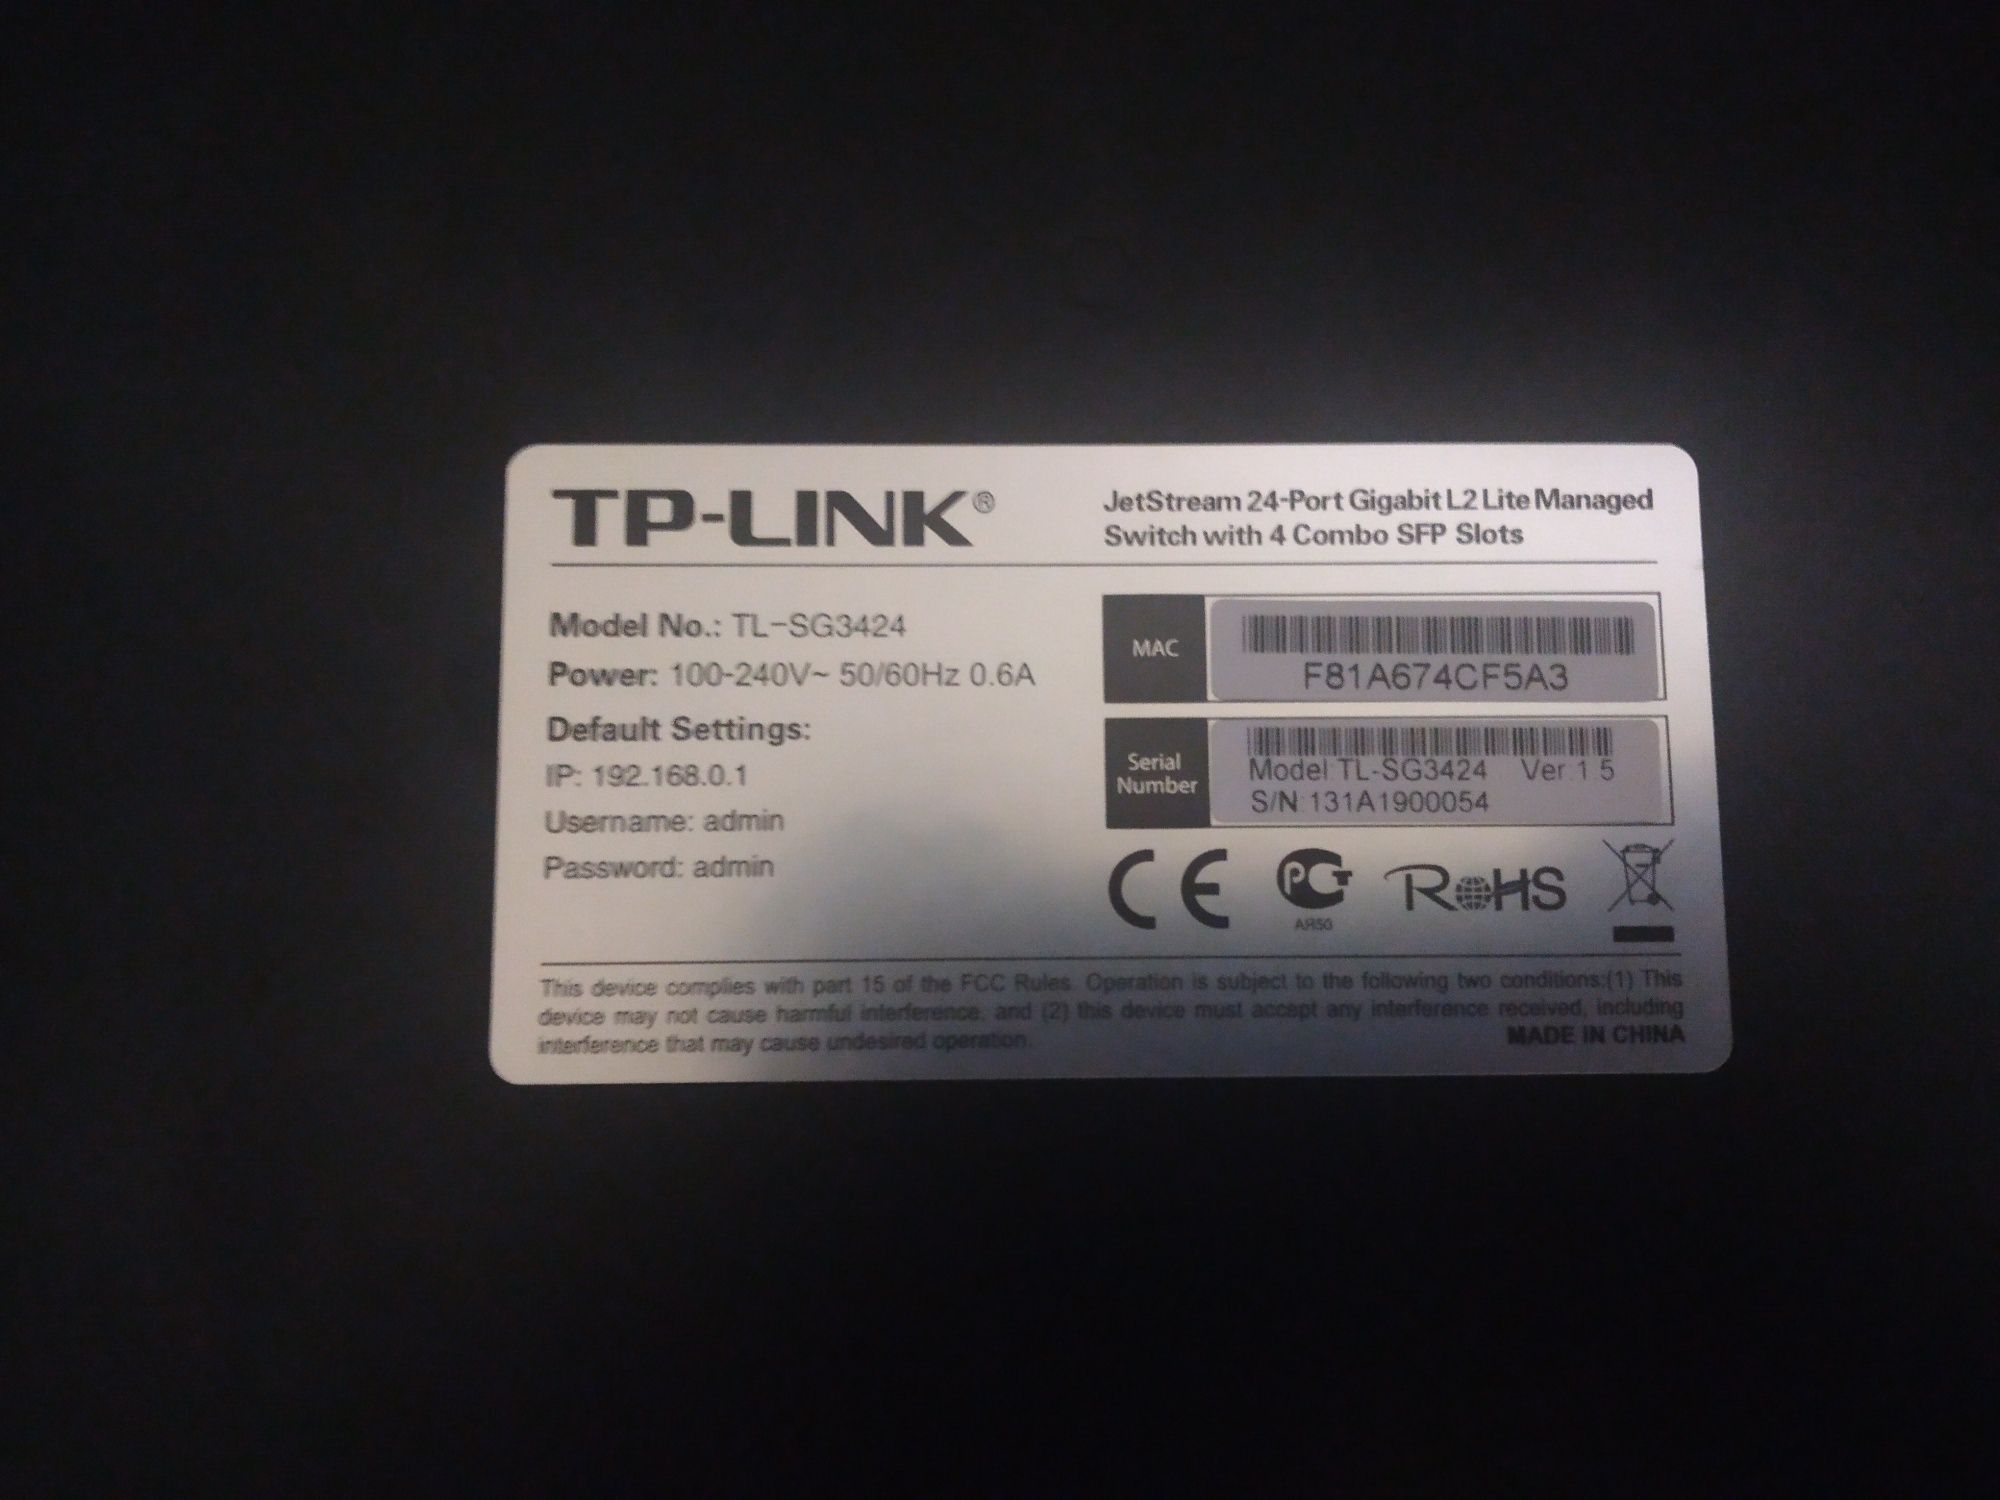 TP-LINK®
JetStream 24-Port Gigabit L2 Lite Managed
Switch with 4 Combo SFP Slots
Model No.: TL-SG3424
Power: 100-240V~ 50/60Hz 0.6A
Default Settings:
IP: 192.168.0.1
Username: admin
Password: admin
MAC
F81A674CF5A3
Serial
Number
Model:TL-SG3424 Ver:1.5
S/N:131A1900054
CE
РСТ
АЯ50
RoHS
This device complies with part 15 of the FCC Rules. Operation is subject to the following two conditions:(1) This
device may not cause harmful interference, and (2) this device must accept any interference received, including
interference that may cause undesired operation.
MADE IN CHINA